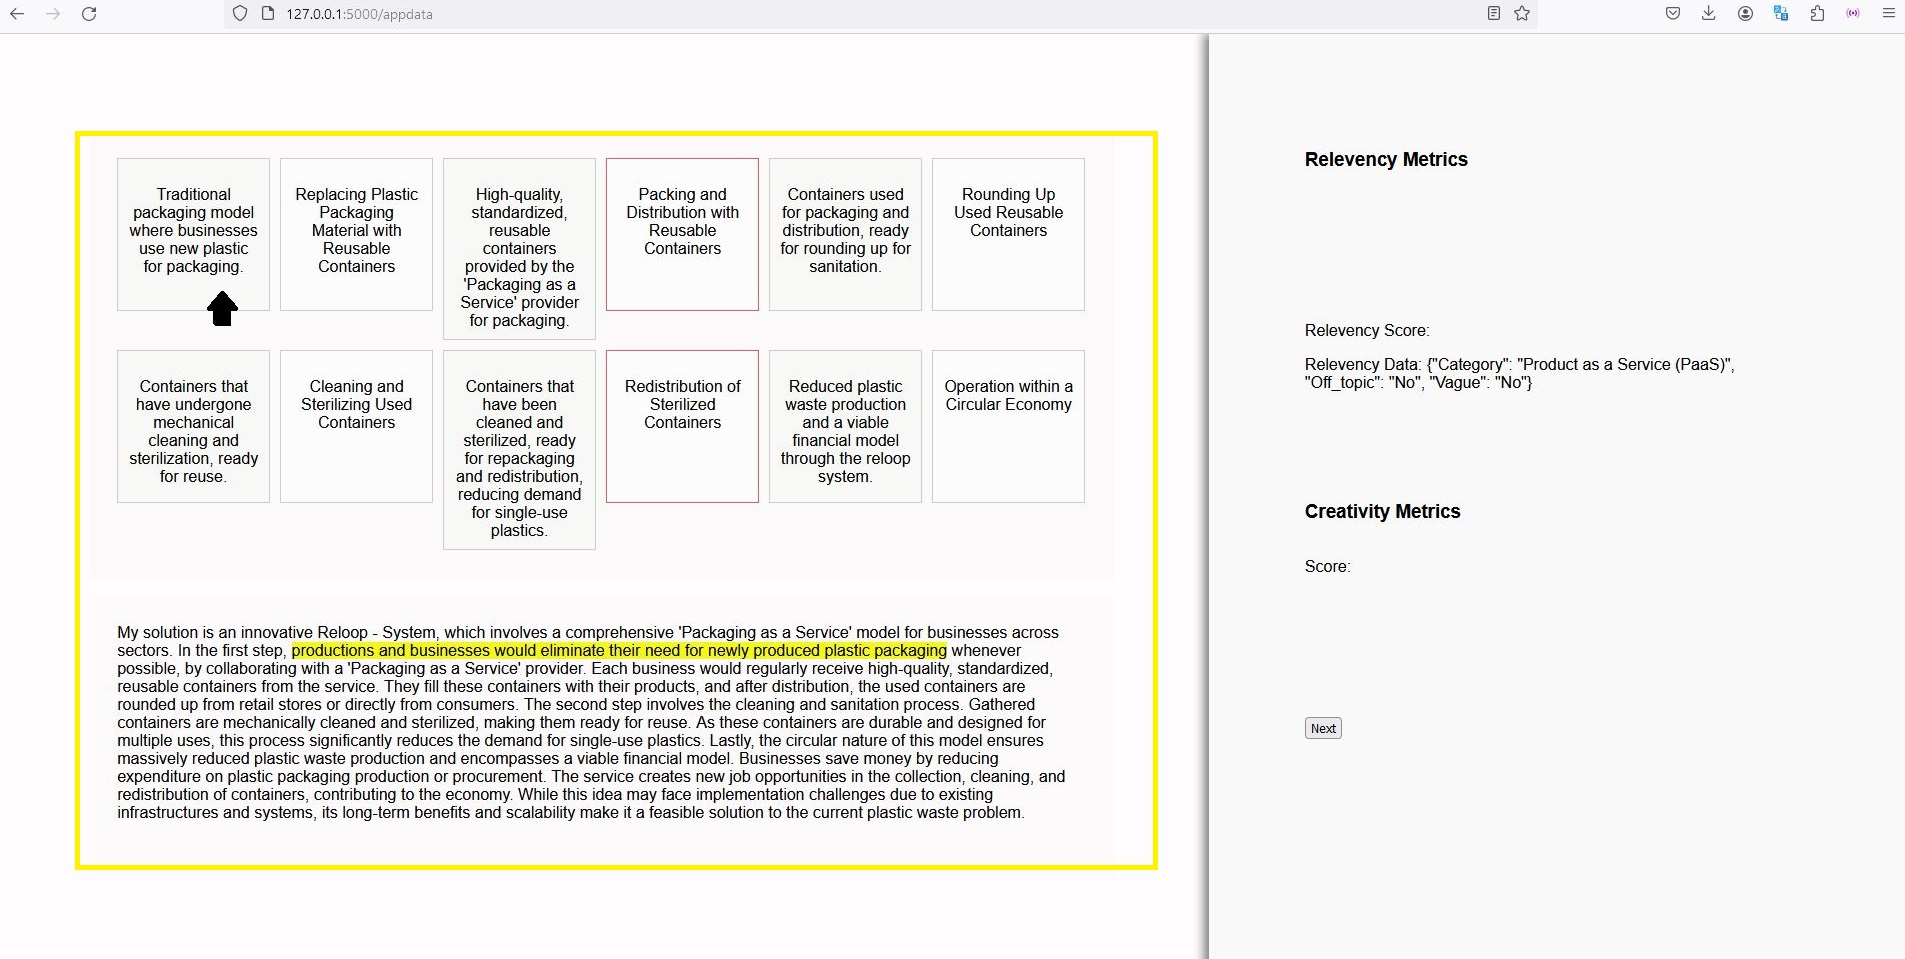 127.0.0.1:5000/appdata
Traditional
packaging model
where businesses
use new plastic
for packaging.
Replacing Plastic
Packaging
Material with
Reusable
Containers
High-quality,
standardized,
reusable
containers
provided by the
'Packaging as a
Service' provider
for packaging.
Packing and
Distribution with
Reusable
Containers
Containers used
for packaging and
distribution, ready
for rounding up for
sanitation.
Rounding Up
Used Reusable
Containers
Containers that
have undergone
mechanical
cleaning and
sterilization, ready
for reuse.
Cleaning and
Sterilizing Used
Containers
Containers that
have been
cleaned and
sterilized, ready
for repackaging
and redistribution,
reducing demand
for single-use
plastics.
Redistribution of
Sterilized
Containers
Reduced plastic
waste production
and a viable
financial model
through the reloop
system.
Operation within a
Circular Economy
My solution is an innovative Reloop - System, which involves a comprehensive 'Packaging as a Service' model for businesses across
sectors. In the first step, productions and businesses would eliminate their need for newly produced plastic packaging whenever
possible, by collaborating with a 'Packaging as a Service' provider. Each business would regularly receive high-quality, standardized,
reusable containers from the service. They fill these containers with their products, and after distribution, the used containers are
rounded up from retail stores or directly from consumers. The second step involves the cleaning and sanitation process. Gathered
containers are mechanically cleaned and sterilized, making them ready for reuse. As these containers are durable and designed for
multiple uses, this process significantly reduces the demand for single-use plastics. Lastly, the circular nature of this model ensures
massively reduced plastic waste production and encompasses a viable financial model. Businesses save money by reducing
expenditure on plastic packaging production or procurement. The service creates new job opportunities in the collection, cleaning, and
redistribution of containers, contributing to the economy. While this idea may face implementation challenges due to existing
infrastructures and systems, its long-term benefits and scalability make it a feasible solution to the current plastic waste problem.
Relevency Metrics
Relevency Score:
Relevency Data: {"Category": "Product as a Service (PaaS)",
"Off_topic": "No", "Vague": "No"}
Creativity Metrics
Score:
Next